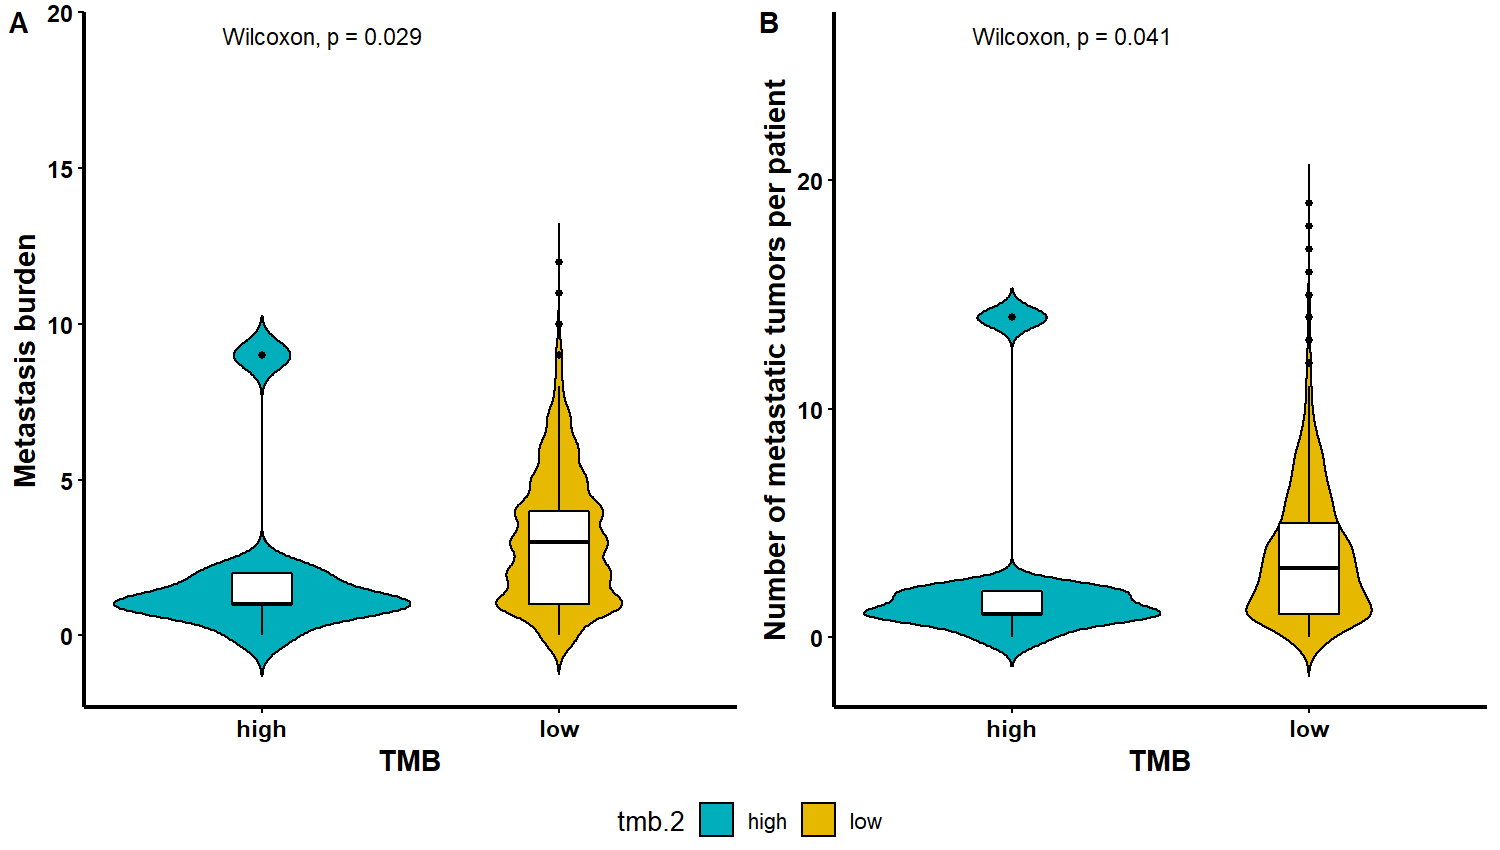 A
Wilcoxon, p = 0.029
Metastasis burden
20
15
10
5
0
high
low
TMB
B
Wilcoxon, p = 0.041
Number of metastatic tumors per patient
20
10
0
high
low
TMB
tmb.2 high low